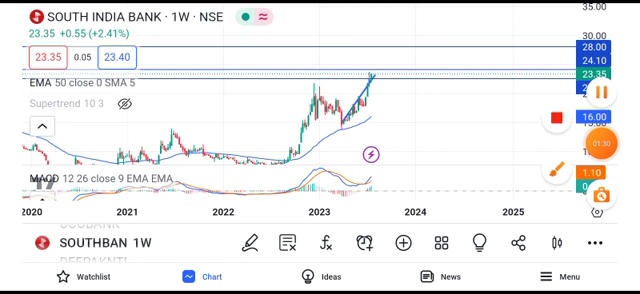 SOUTH INDIA BANK · 1W · NSE
23.35 +0.55 (+2.41%)
23.35 0.05 23.40
EMA 50 close 0 SMA 5
Supertrend 10 3
MACD 12 26 close 9 EMA EMA
35.00
30.00
28.00
24.10
23.35
16.00
01:30
1.10
2020 2021 2022 2023 2024 2025
SOUTHBAN 1W
Watchlist Chart Ideas News Menu